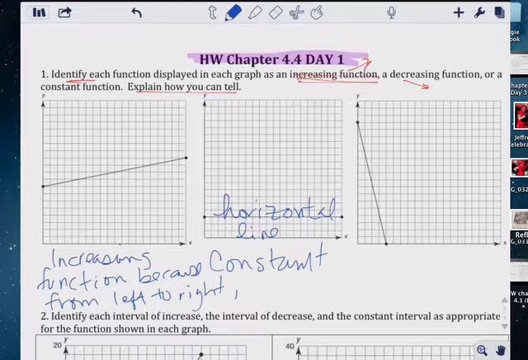 HW Chapter 4.4 DAY 1
1. Identify each function displayed in each graph as an increasing function, a decreasing function, or a
constant function. Explain how you can tell.
y
y
y
x
x
x
horizontal
line
Increasing
function because
from left to right,
Constant
2. Identify each interval of increase, the interval of decrease, and the constant interval as appropriate
for the function shown in each graph.
20
y
40
y